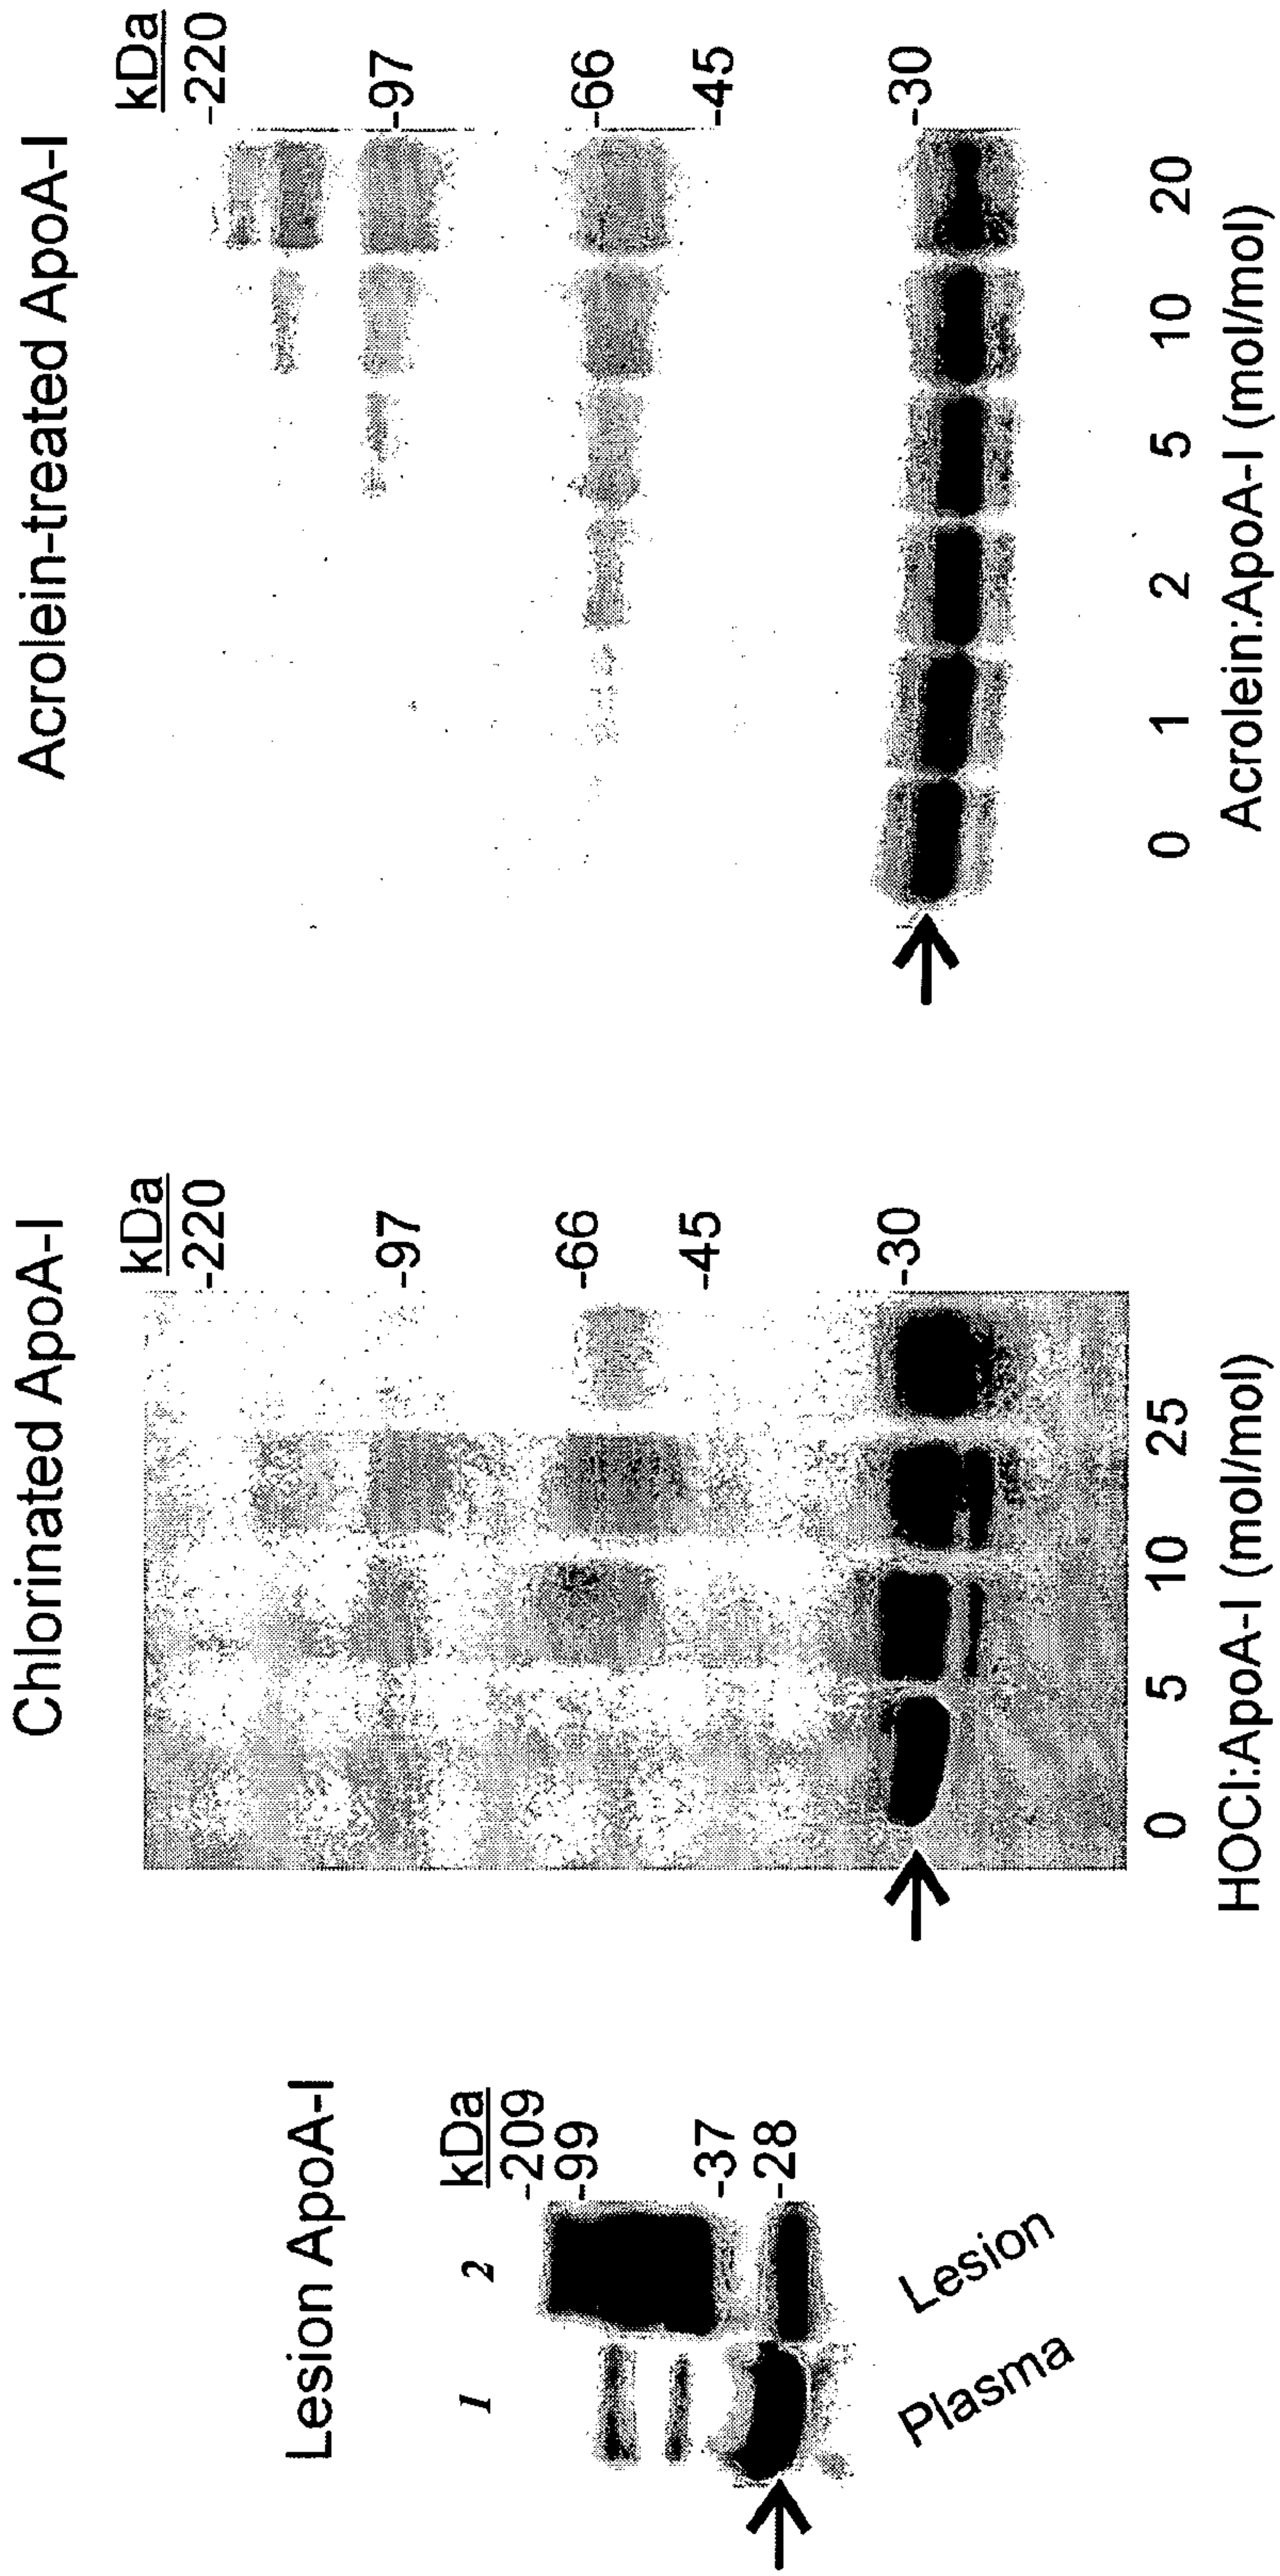 Lesion ApoA-I
kDa
-209
-99
-37
-28
1
2
Plasma
Lesion
Chlorinated ApoA-I
kDa
-220
-97
-66
-45
-30
0 5 10 25
HOCl:ApoA-I (mol/mol)
Acrolein-treated ApoA-I
kDa
-220
-97
-66
-45
-30
0 1 2 5 10 20
Acrolein:ApoA-I (mol/mol)